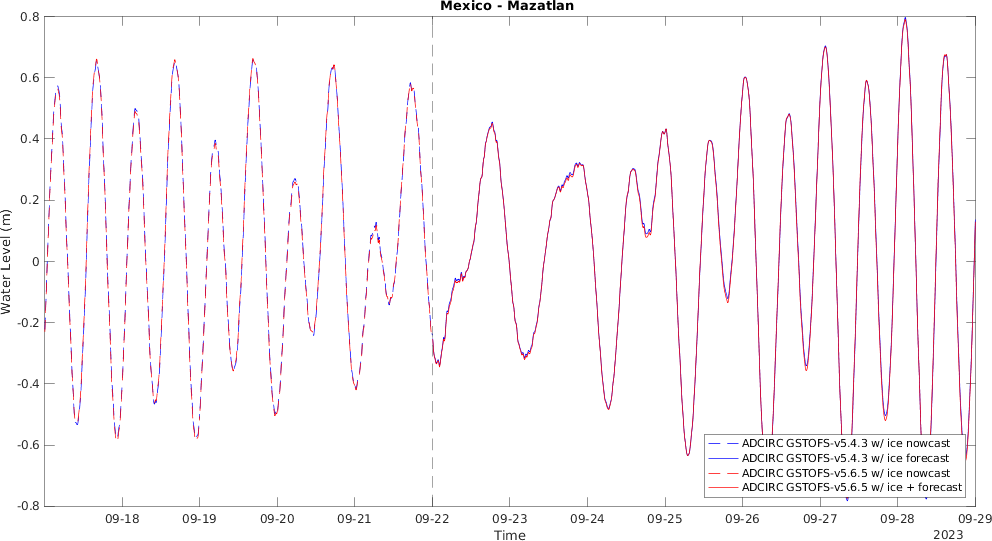 Mexico - Mazatlan
0.8
0.6
0.4
0.2
0
-0.2
-0.4
-0.6
-0.8
Water Level (m)
ADCIRC GSTOFS-v5.4.3 w/ ice nowcast
ADCIRC GSTOFS-v5.4.3 w/ ice forecast
ADCIRC GSTOFS-v5.6.5 w/ ice nowcast
ADCIRC GSTOFS-v5.6.5 w/ ice + forecast
09-18 09-19 09-20 09-21 09-22 09-23 09-24 09-25 09-26 09-27 09-28 09-29
Time
2023